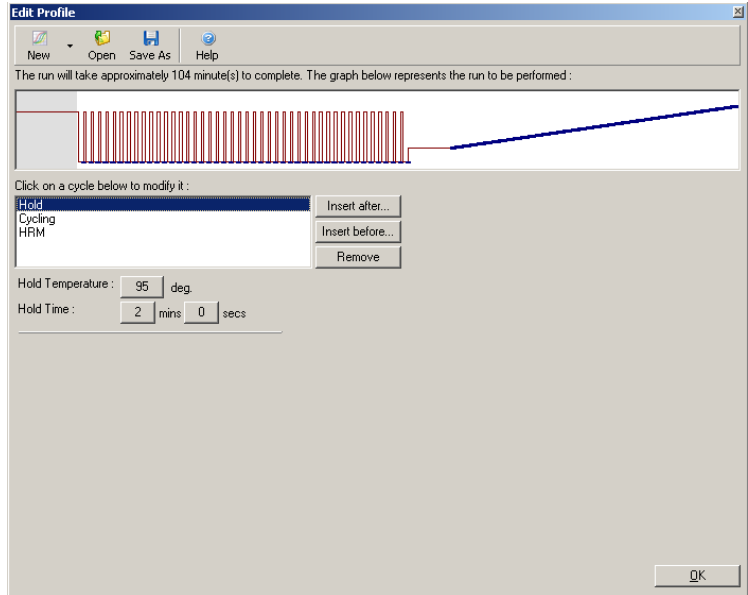 Edit Profile
New Open Save As Help
The run will take approximately 104 minute(s) to complete. The graph below represents the run to be performed :
Click on a cycle below to modify it :
Hold
Cycling
HRM
Insert after...
Insert before...
Remove
Hold Temperature : 95 deg.
Hold Time : 2 mins 0 secs
OK